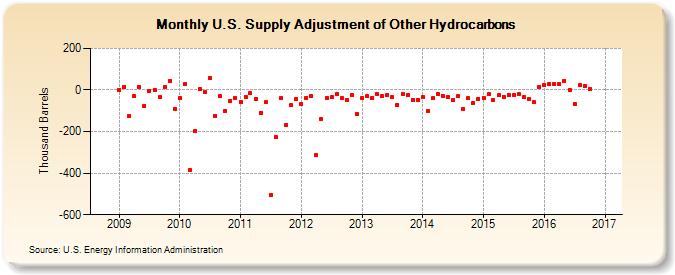 Monthly U.S. Supply Adjustment of Other Hydrocarbons
Thousand Barrels
200
0
-200
-400
-600
2009 2010 2011 2012 2013 2014 2015 2016 2017
Source: U.S. Energy Information Administration